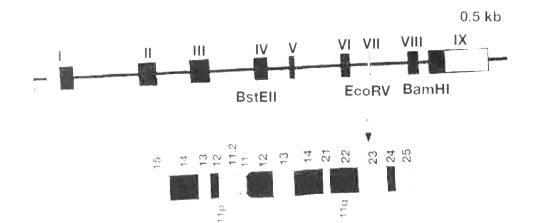 0.5 kb
I II III IV V VI VII VIII IX
BstEII EcoRV BamHI
15 14 13 12 11.2 11 12 13 14 21 22 23 24 25
11p 11q